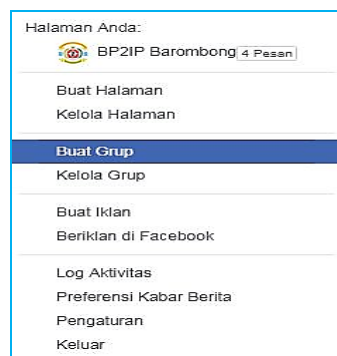 Halaman Anda:
BP2IP Barombong 4 Pesan
Buat Halaman
Kelola Halaman
Buat Grup
Kelola Grup
Buat Iklan
Beriklan di Facebook
Log Aktivitas
Preferensi Kabar Berita
Pengaturan
Keluar